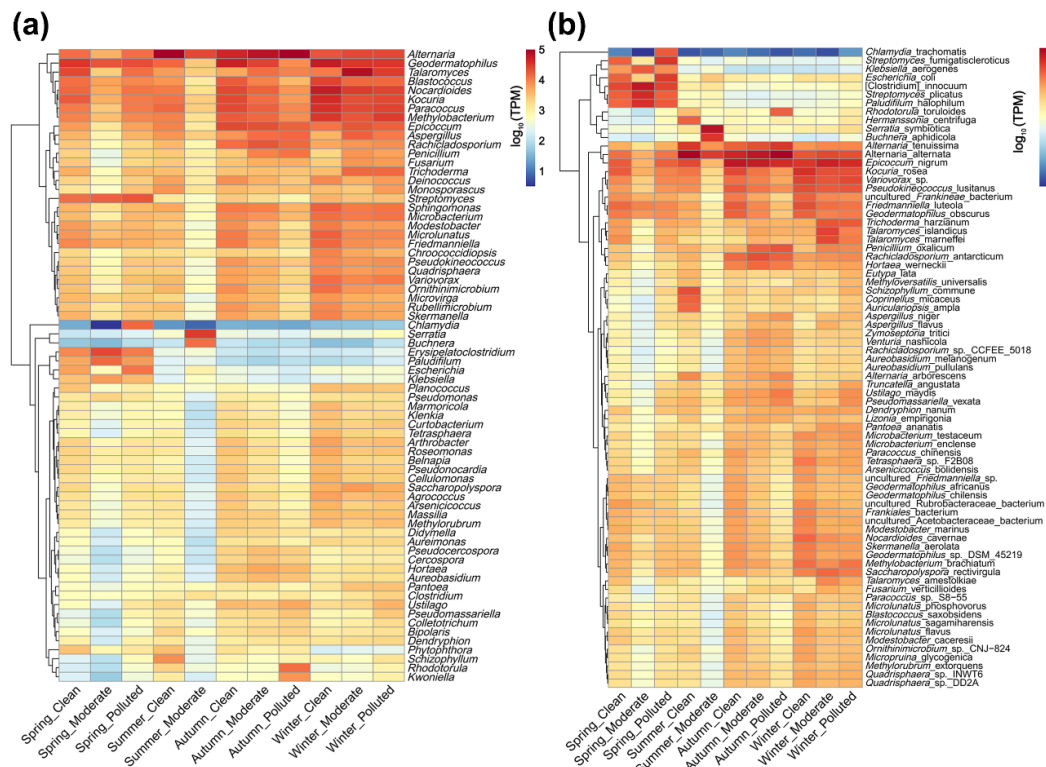 (a)
Alternaria
Geodermatophilus
Talaromyces
Blastococcus
Nocardioides
Kocuria
Paracoccus
Methylobacterium
Epicoccum
Aspergillus
Rachicladosporium
Penicillium
Fusarium
Trichoderma
Deinococcus
Monosporascus
Streptomyces
Sphingomonas
Microbacterium
Modestobacter
Microlunatus
Friedmanniella
Chroococcidiopsis
Pseudokineococcus
Quadrisphaera
Variovorax
Ornithinimicrobium
Microvirga
Rubellimicrobium
Skermanella
Chlamydia
Serratia
Buchnera
Erysipelatoclostridium
Paludifilum
Escherichia
Klebsiella
Planococcus
Pseudomonas
Marmoricola
Klenkia
Curtobacterium
Tetrasphaera
Arthrobacter
Roseomonas
Belnapia
Pseudonocardia
Cellulomonas
Saccharopolyspora
Agrococcus
Arsenicicoccus
Massilia
Methylorubrum
Didymella
Aureimonas
Pseudocercospora
Cercospora
Hortaea
Aureobasidium
Pantoea
Clostridium
Ustilago
Pseudomassariella
Colletotrichum
Bipolaris
Dendryphion
Phytophthora
Schizophyllum
Rhodotorula
Kwoniella
Spring_Clean
Spring_Moderate
Spring_Polluted
Summer_Clean
Summer_Moderate
Autumn_Clean
Autumn_Moderate
Autumn_Polluted
Winter_Clean
Winter_Moderate
Winter_Polluted
5
4
3
2
1
log10 (TPM)
(b)
Chlamydia_trachomatis
Streptomyces_fumigatiscleroticus
Klebsiella_aerogenes
Escherichia_coli
[Clostridium]_innocuum
Streptomyces_plicatus
Paludifilum_halophilum
Rhodotorula_toruloides
Hermanssonia_centrifuga
Serratia_symbiotica
Buchnera_aphidicola
Alternaria_tenuissima
Alternaria_alternata
Epicoccum_nigrum
Kocuria_rosea
Variovorax_sp.
Pseudokineococcus_lusitanus
uncultured_Frankineae_bacterium
Friedmanniella_luteola
Geodermatophilus_obscurus
Trichoderma_harzianum
Talaromyces_islandicus
Talaromyces_marneffei
Penicillium_oxalicum
Rachicladosporium_antarcticum
Hortaea_werneckii
Eutypa_lata
Methyloversatilis_universalis
Schizophyllum_commune
Coprinellus_micaceus
Auriculariopsis_ampla
Aspergillus_niger
Aspergillus_flavus
Zymoseptoria_tritici
Venturia_nashicola
Rachicladosporium_sp._CCFEE_5018
Aureobasidium_melanogenum
Aureobasidium_pullulans
Alternaria_arborescens
Truncatella_angustata
Ustilago_maydis
Pseudomassariella_vexata
Dendryphion_nanum
Lizonia_empirigonia
Pantoea_ananatis
Microbacterium_testaceum
Microbacterium_enclense
Paracoccus_chinensis
Tetrasphaera_sp._F2B08
Arsenicicoccus_bolidensis
uncultured_Friedmanniella_sp.
Geodermatophilus_africanus
Geodermatophilus_chilensis
uncultured_Rubrobacteraceae_bacterium
Frankiales_bacterium
uncultured_Acetobacteraceae_bacterium
Modestobacter_marinus
Nocardioides_cavernae
Skermanella_aerolata
Geodermatophilus_sp._DSM_45219
Methylobacterium_brachiatum
Saccharopolyspora_rectivirgula
Talaromyces_amestolkiae
Fusarium_verticillioides
Paracoccus_sp._S8−55
Microlunatus_phosphovorus
Blastococcus_saxobsidens
Microlunatus_sagamiharensis
Microlunatus_flavus
Modestobacter_caceresii
Ornithinimicrobium_sp._CNJ−824
Micropruina_glycogenica
Methylorubrum_extorquens
Quadrisphaera_sp._INWT6
Quadrisphaera_sp._DD2A
Spring_Clean
Spring_Moderate
Spring_Polluted
Summer_Clean
Summer_Moderate
Autumn_Clean
Autumn_Moderate
Autumn_Polluted
Winter_Clean
Winter_Moderate
Winter_Polluted
log10 (TPM)